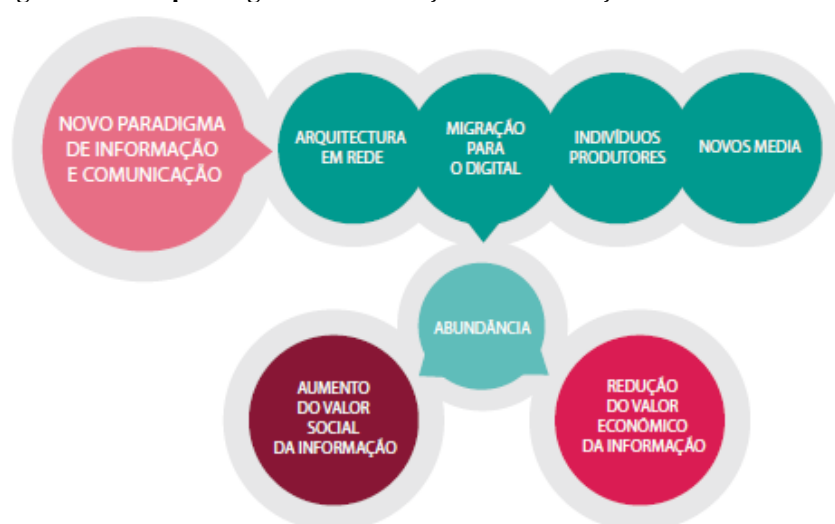 NOVO PARADIGMA
DE INFORMAÇÃO
E COMUNICAÇÃO
ARQUITECTURA
EM REDE
MIGRAÇÃO
PARA
O DIGITAL
INDIVÍDUOS
PRODUTORES
NOVOS MEDIA
ABUNDÂNCIA
AUMENTO
DO VALOR
SOCIAL
DA INFORMAÇÃO
REDUÇÃO
DO VALOR
ECONÓMICO
DA INFORMAÇÃO